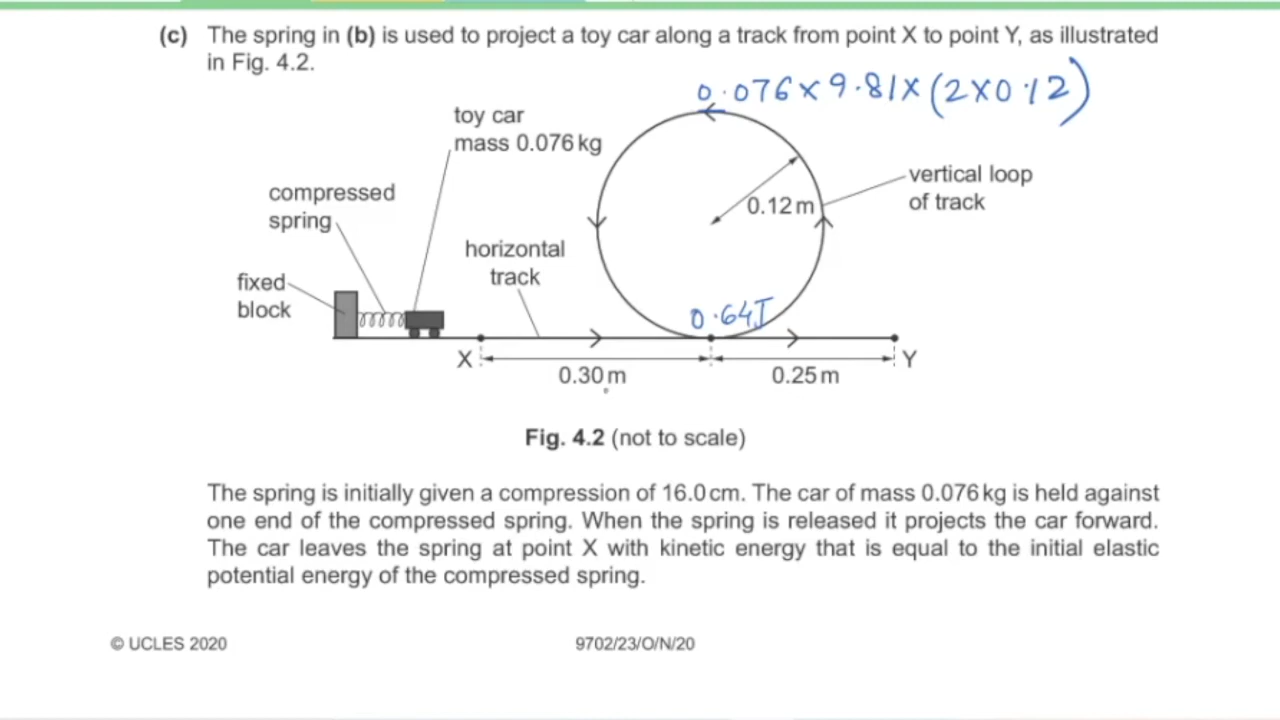 (c) The spring in (b) is used to project a toy car along a track from point X to point Y, as illustrated
in Fig. 4.2.
0.076×9.81×(2×0.12)
toy car
mass 0.076 kg
compressed
spring
vertical loop
of track
0.12 m
horizontal
track
fixed
block
0.64J
X
Y
0.30 m
0.25 m
Fig. 4.2 (not to scale)
The spring is initially given a compression of 16.0 cm. The car of mass 0.076 kg is held against
one end of the compressed spring. When the spring is released it projects the car forward.
The car leaves the spring at point X with kinetic energy that is equal to the initial elastic
potential energy of the compressed spring.
© UCLES 2020
9702/23/O/N/20